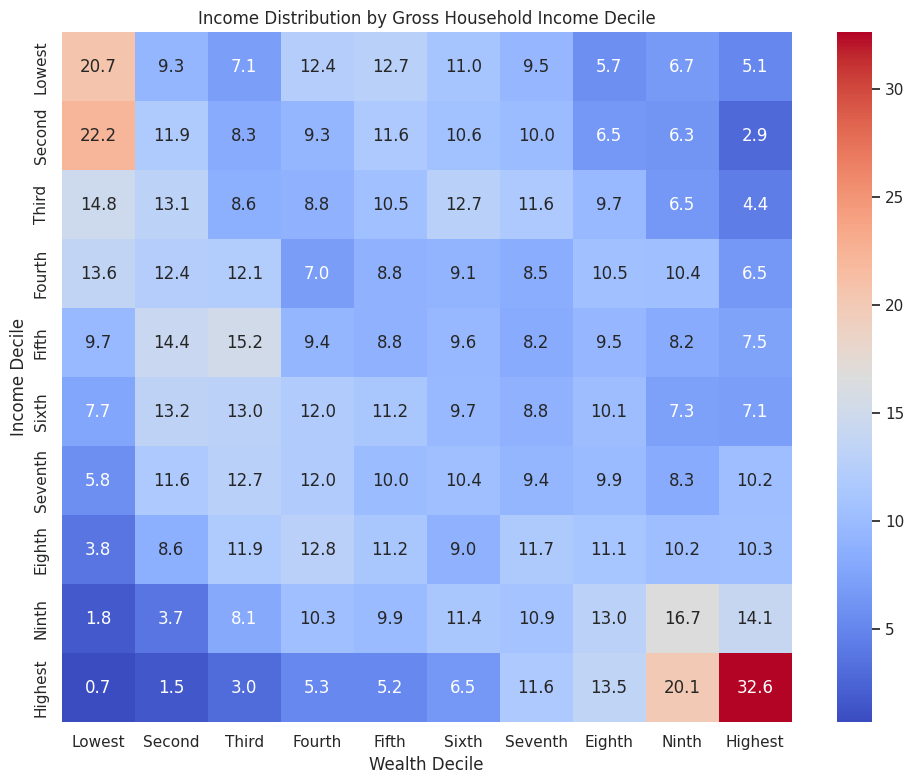 Income Distribution by Gross Household Income Decile
Income Decile
Lowest 20.7 9.3 7.1 12.4 12.7 11.0 9.5 5.7 6.7 5.1
Second 22.2 11.9 8.3 9.3 11.6 10.6 10.0 6.5 6.3 2.9
Third 14.8 13.1 8.6 8.8 10.5 12.7 11.6 9.7 6.5 4.4
Fourth 13.6 12.4 12.1 7.0 8.8 9.1 8.5 10.5 10.4 6.5
Fifth 9.7 14.4 15.2 9.4 8.8 9.6 8.2 9.5 8.2 7.5
Sixth 7.7 13.2 13.0 12.0 11.2 9.7 8.8 10.1 7.3 7.1
Seventh 5.8 11.6 12.7 12.0 10.0 10.4 9.4 9.9 8.3 10.2
Eighth 3.8 8.6 11.9 12.8 11.2 9.0 11.7 11.1 10.2 10.3
Ninth 1.8 3.7 8.1 10.3 9.9 11.4 10.9 13.0 16.7 14.1
Highest 0.7 1.5 3.0 5.3 5.2 6.5 11.6 13.5 20.1 32.6
Lowest Second Third Fourth Fifth Sixth Seventh Eighth Ninth Highest
Wealth Decile
30
25
20
15
10
5